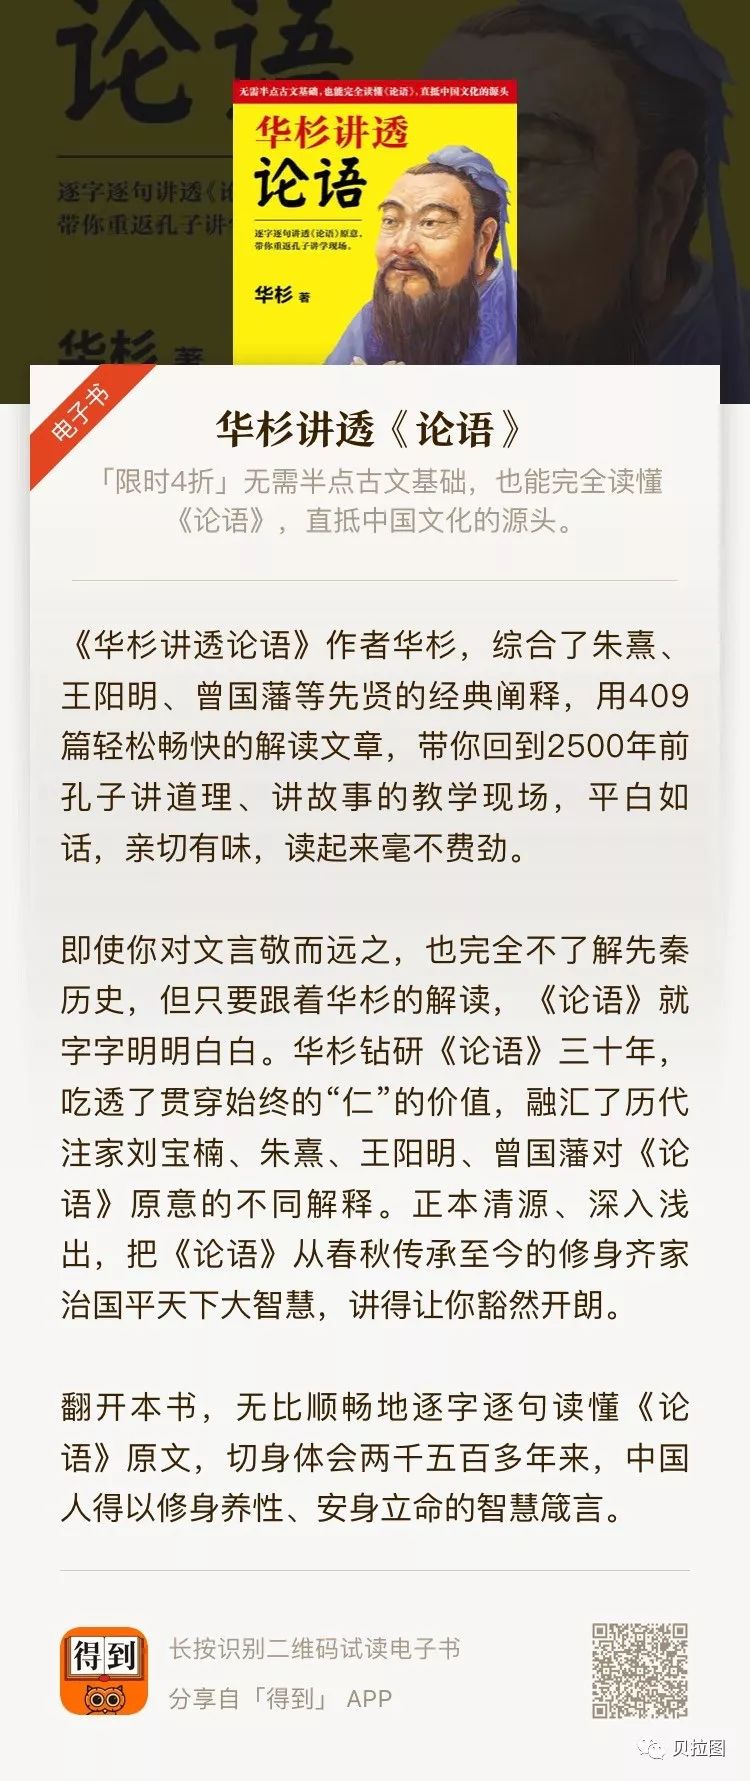 论语
逐字逐句讲透《论
带你重返孔子讲学
华杉 著
无需半点古文基础,也能完全读懂《论语》,直抵中国文化的源头
华杉讲透
论语
逐字逐句讲透《论语》原意,
带你重返孔子讲学现场。
华杉 著
电子书
华杉讲透《论语》
「限时4折」无需半点古文基础，也能完全读懂
《论语》，直抵中国文化的源头。
《华杉讲透论语》作者华杉，综合了朱熹、
王阳明、曾国藩等先贤的经典阐释，用409
篇轻松畅快的解读文章，带你回到2500年前
孔子讲道理、讲故事的教学现场，平白如
话，亲切有味，读起来毫不费劲。
即使你对文言敬而远之，也完全不了解先秦
历史，但只要跟着华杉的解读，《论语》就
字字明明白白。华杉钻研《论语》三十年，
吃透了贯穿始终的“仁”的价值，融汇了历代
注家刘宝楠、朱熹、王阳明、曾国藩对《论
语》原意的不同解释。正本清源、深入浅
出，把《论语》从春秋传承至今的修身齐家
治国平天下大智慧，讲得让你豁然开朗。
翻开本书，无比顺畅地逐字逐句读懂《论
语》原文，切身体会两千五百多年来，中国
人得以修身养性、安身立命的智慧箴言。
得到
长按识别二维码试读电子书
分享自「得到」 APP
贝拉图